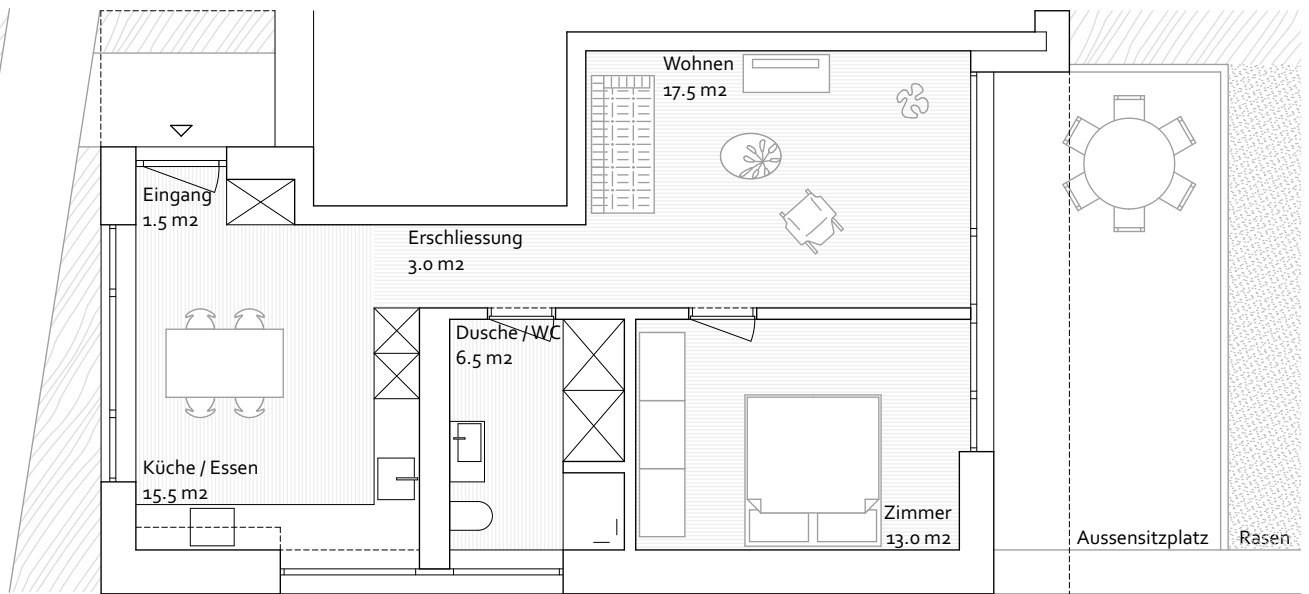 Wohnen
17.5 m2
Eingang
1.5 m2
Erschliessung
3.0 m2
Dusche / WC
6.5 m2
Küche / Essen
15.5 m2
Zimmer
13.0 m2
Aussensitzplatz
Rasen